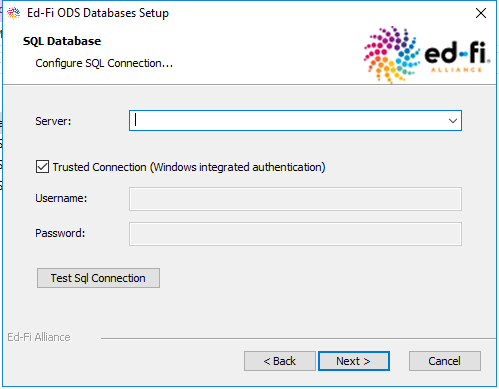 Ed-Fi ODS Databases Setup
SQL Database
Configure SQL Connection...
ed-fi
ALLIANCE
Server:
Trusted Connection (Windows integrated authentication)
Username:
Password:
Test Sql Connection
Ed-Fi Alliance
< Back
Next >
Cancel